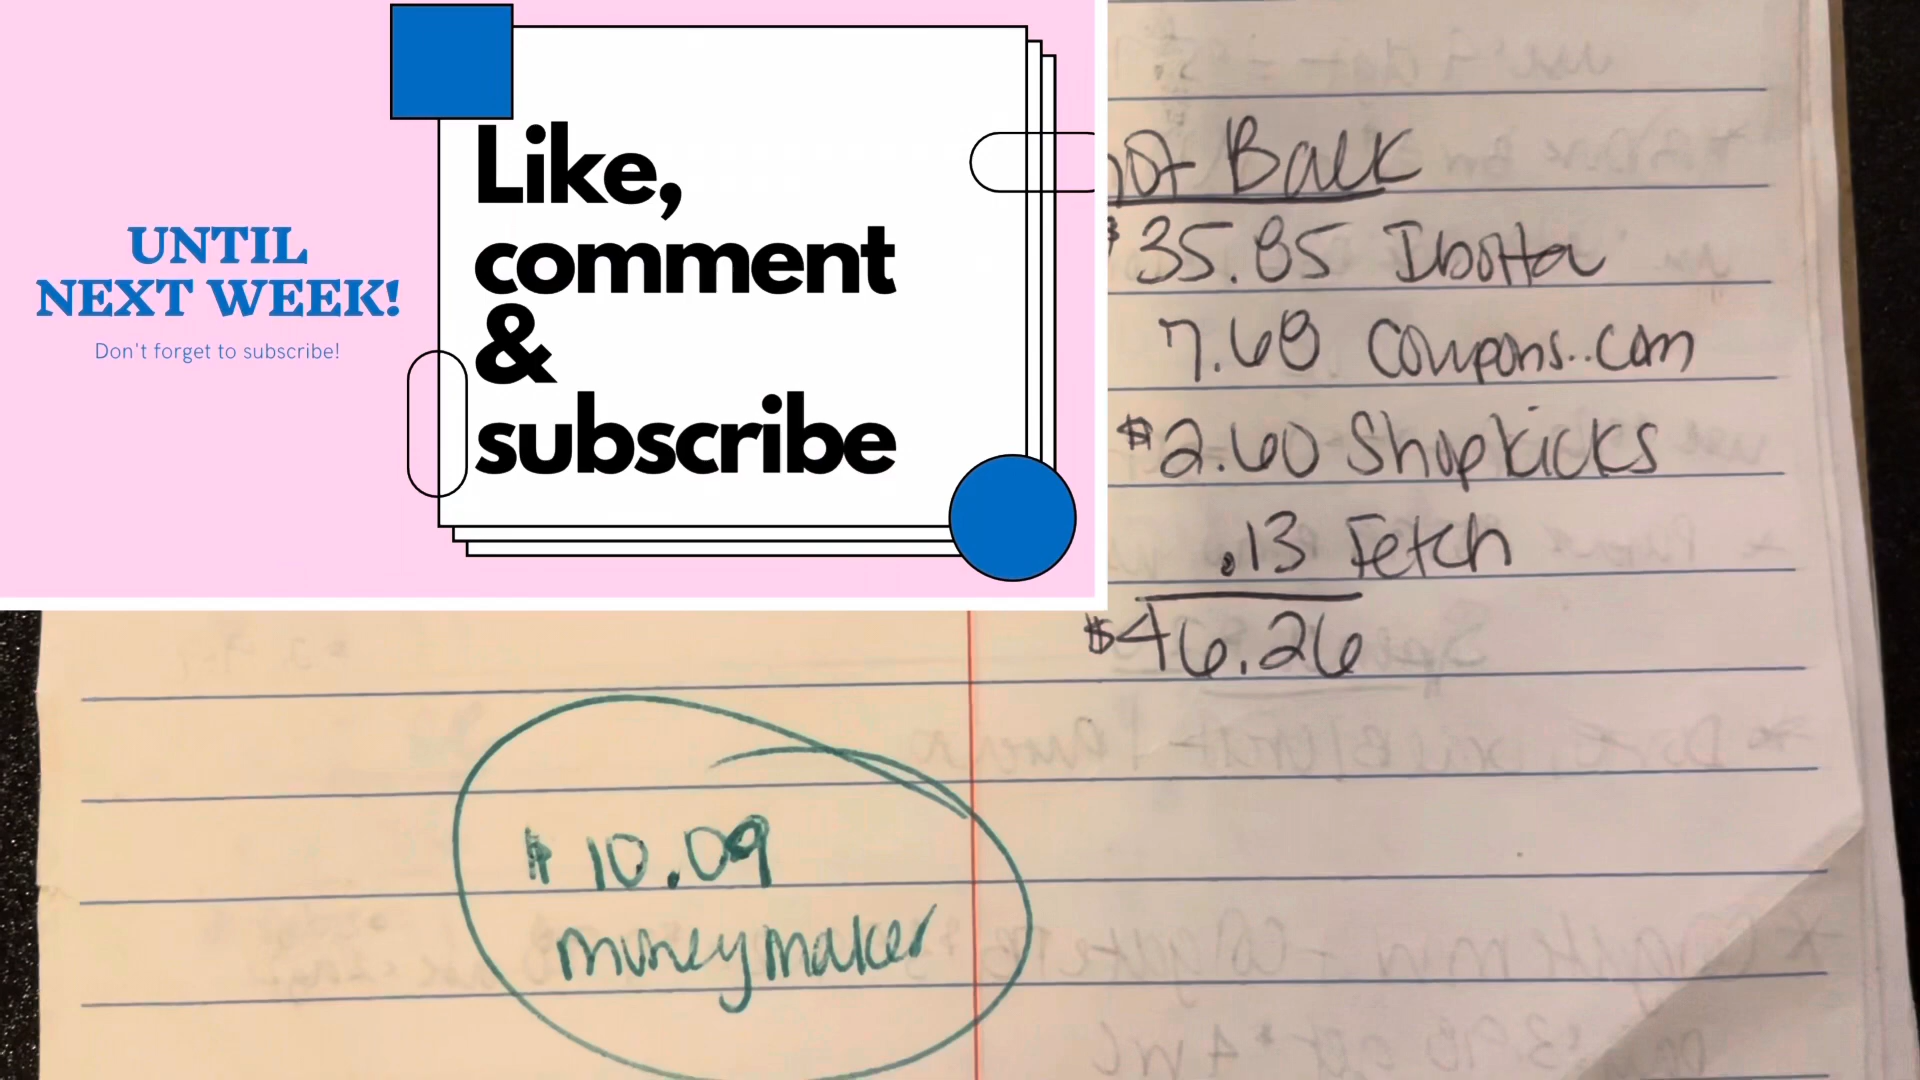 UNTIL
NEXT WEEK!
Don't forget to subscribe!
Like,
comment
&
subscribe
Back
$35.85 Ibotta
7.68 Coupons..com
$2.60 Shopkicks
.13 Fetch
$46.26
$10.09
moneymaker